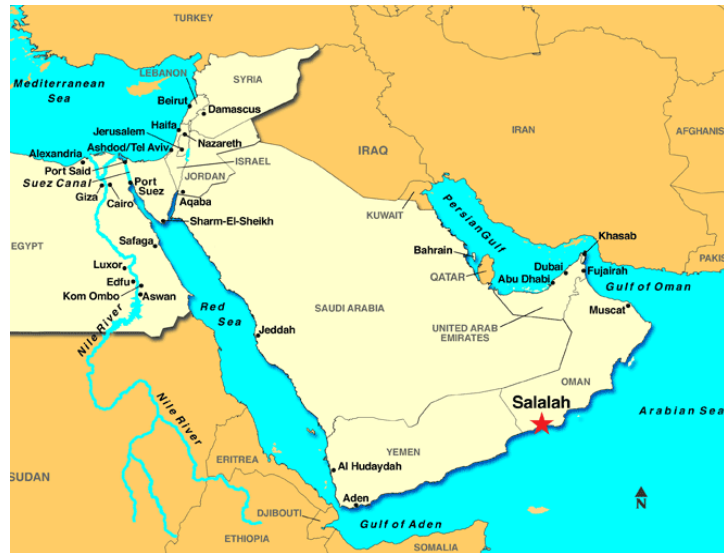 TURKEY
Mediterranean
Sea
LEBANON
SYRIA
Beirut
Damascus
Haifa
Jerusalem
Nazareth
Ashdod/Tel Aviv
Alexandria
Port Said
Suez Canal
ISRAEL
JORDAN
Port
Suez
Giza
Cairo
Aqaba
Sharm-El-Sheikh
IRAQ
IRAN
AFGHANIS
KUWAIT
Persian Gulf
Khasab
PAKIS
Bahrain
QATAR
Dubai
Abu Dhabi
Fujairah
Gulf of Oman
Muscat
EGYPT
Safaga
Luxor
Edfu
Kom Ombo
Aswan
Nile River
Red
Sea
SAUDI ARABIA
Jeddah
UNITED ARAB
EMIRATES
OMAN
Salalah
Arabian Sea
Nile River
SUDAN
ERITREA
YEMEN
Al Hudaydah
Aden
DJIBOUTI
Gulf of Aden
ETHIOPIA
SOMALIA
N